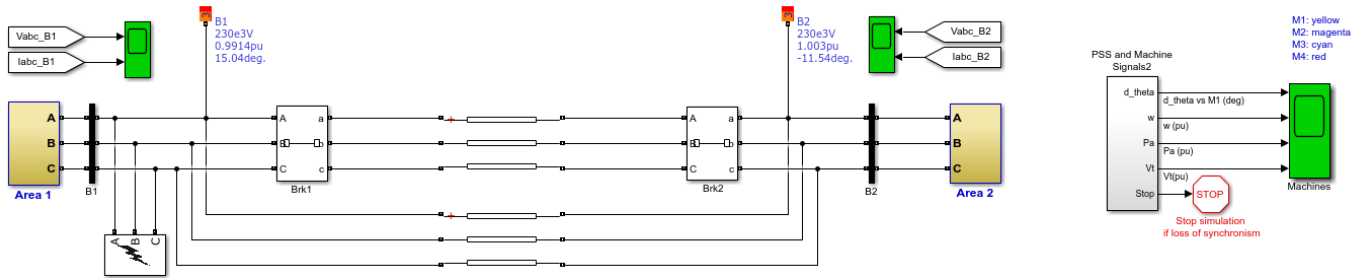 Vabc_B1
Iabc_B1
3
B1
230e3V
0.9914pu
15.04deg.
3
B2
230e3V
1.003pu
-11.54deg.
Vabc_B2
Iabc_B2
M1: yellow
M2: magenta
M3: cyan
M4: red
PSS and Machine
Signals2
d_theta
d_theta vs M1 (deg)
w
w (pu)
Pa
Pa (pu)
Vt
Vt(pu)
Stop
STOP
Stop simulation
if loss of synchronism
Machines
A
B
C
Area 1
B1
A
B
C
a
b
c
Brk1
A
B
C
a
b
c
Brk2
B2
A
B
C
Area 2
A
B
C